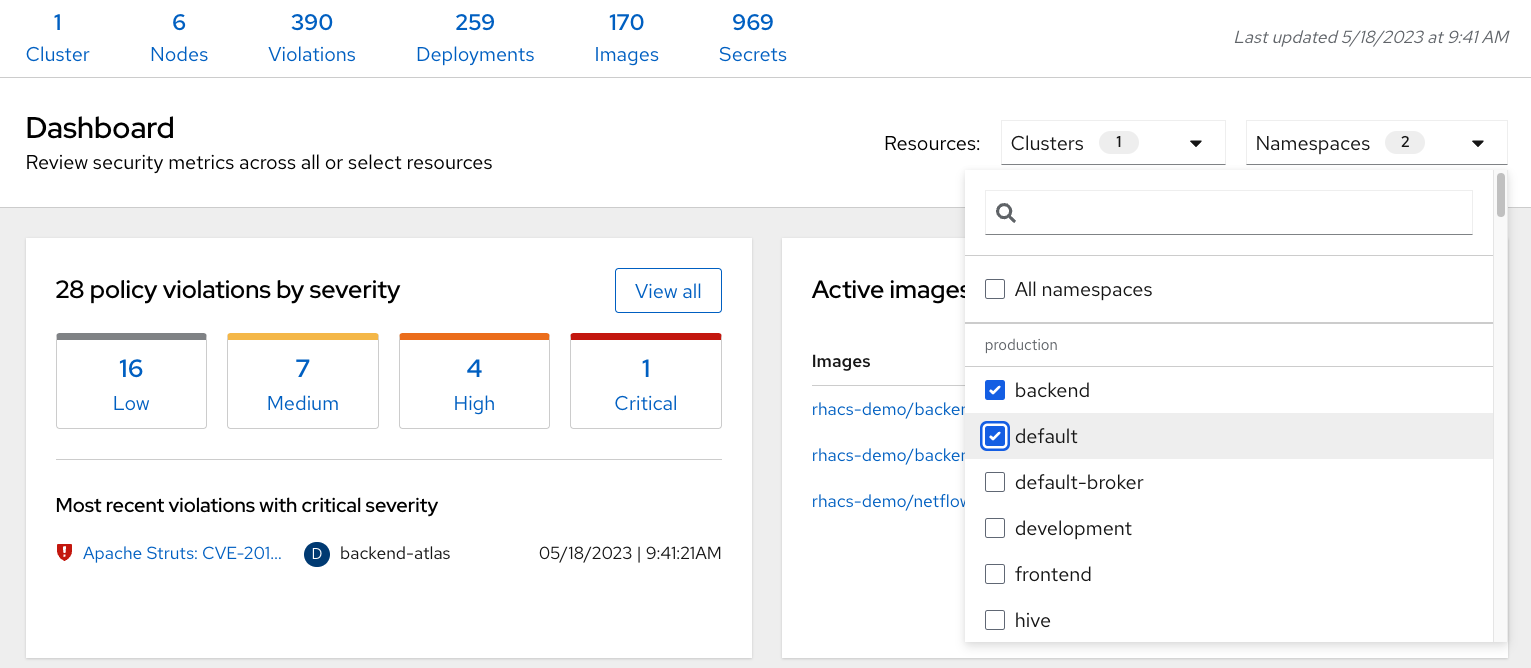 1 6 390 259 170 969
Cluster Nodes Violations Deployments Images Secrets
Last updated 5/18/2023 at 9:41 AM
Dashboard
Review security metrics across all or select resources
Resources: Clusters 1 Namespaces 2
28 policy violations by severity
View all
16 7 4 1
Low Medium High Critical
Most recent violations with critical severity
Apache Struts: CVE-201... D backend-atlas 05/18/2023 | 9:41:21AM
Active images
Images
rhacs-demo/backen
rhacs-demo/backen
rhacs-demo/netflow
All namespaces
production
backend
default
default-broker
development
frontend
hive